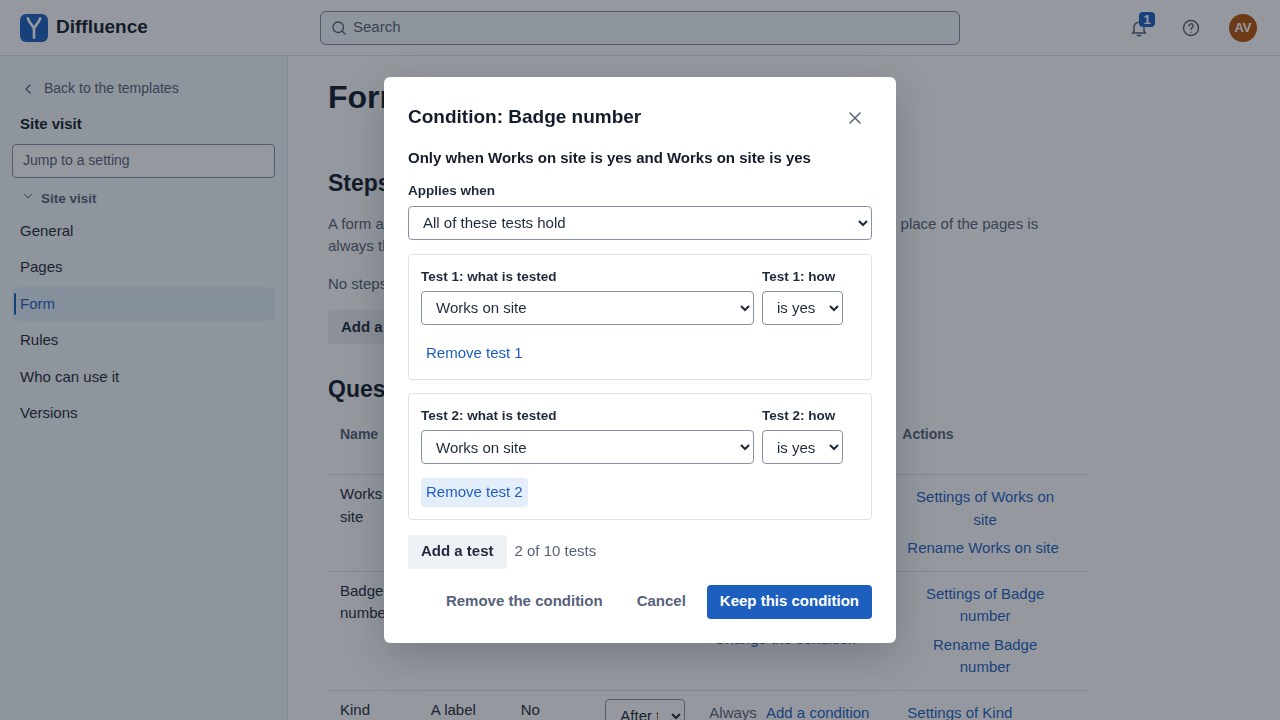 Diffluence
Search
1
AV
Back to the templates
Site visit
Jump to a setting
Site visit
General
Pages
Form
Rules
Who can use it
Versions
Condition: Badge number
Only when Works on site is yes and Works on site is yes
Applies when
All of these tests hold
Test 1: what is tested Test 1: how
Works on site is yes
Remove test 1
Test 2: what is tested Test 2: how
Works on site is yes
Remove test 2
Add a test 2 of 10 tests
Remove the condition Cancel Keep this condition
Steps
A form a place of the pages is
always
No steps
Add a
Name Actions
Works site Settings of Works on site
Rename Works on site
Badge Settings of Badge number
Rename Badge number
Kind A label No After Always Add a condition Settings of Kind